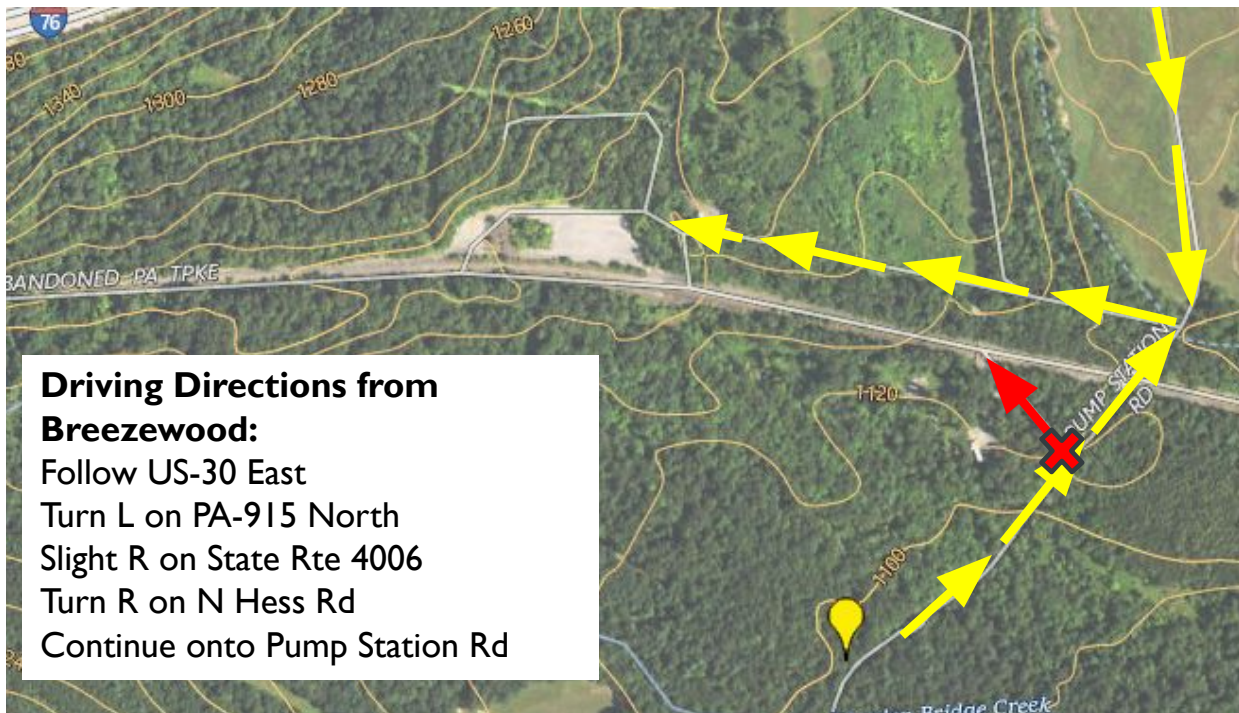 76
1260
1280
1300
1340
BANDONED PA TPKE
PUMP STATION
RD
1120
1100
Bridge Creek
Driving Directions from
Breezewood:
Follow US-30 East
Turn L on PA-915 North
Slight R on State Rte 4006
Turn R on N Hess Rd
Continue onto Pump Station Rd